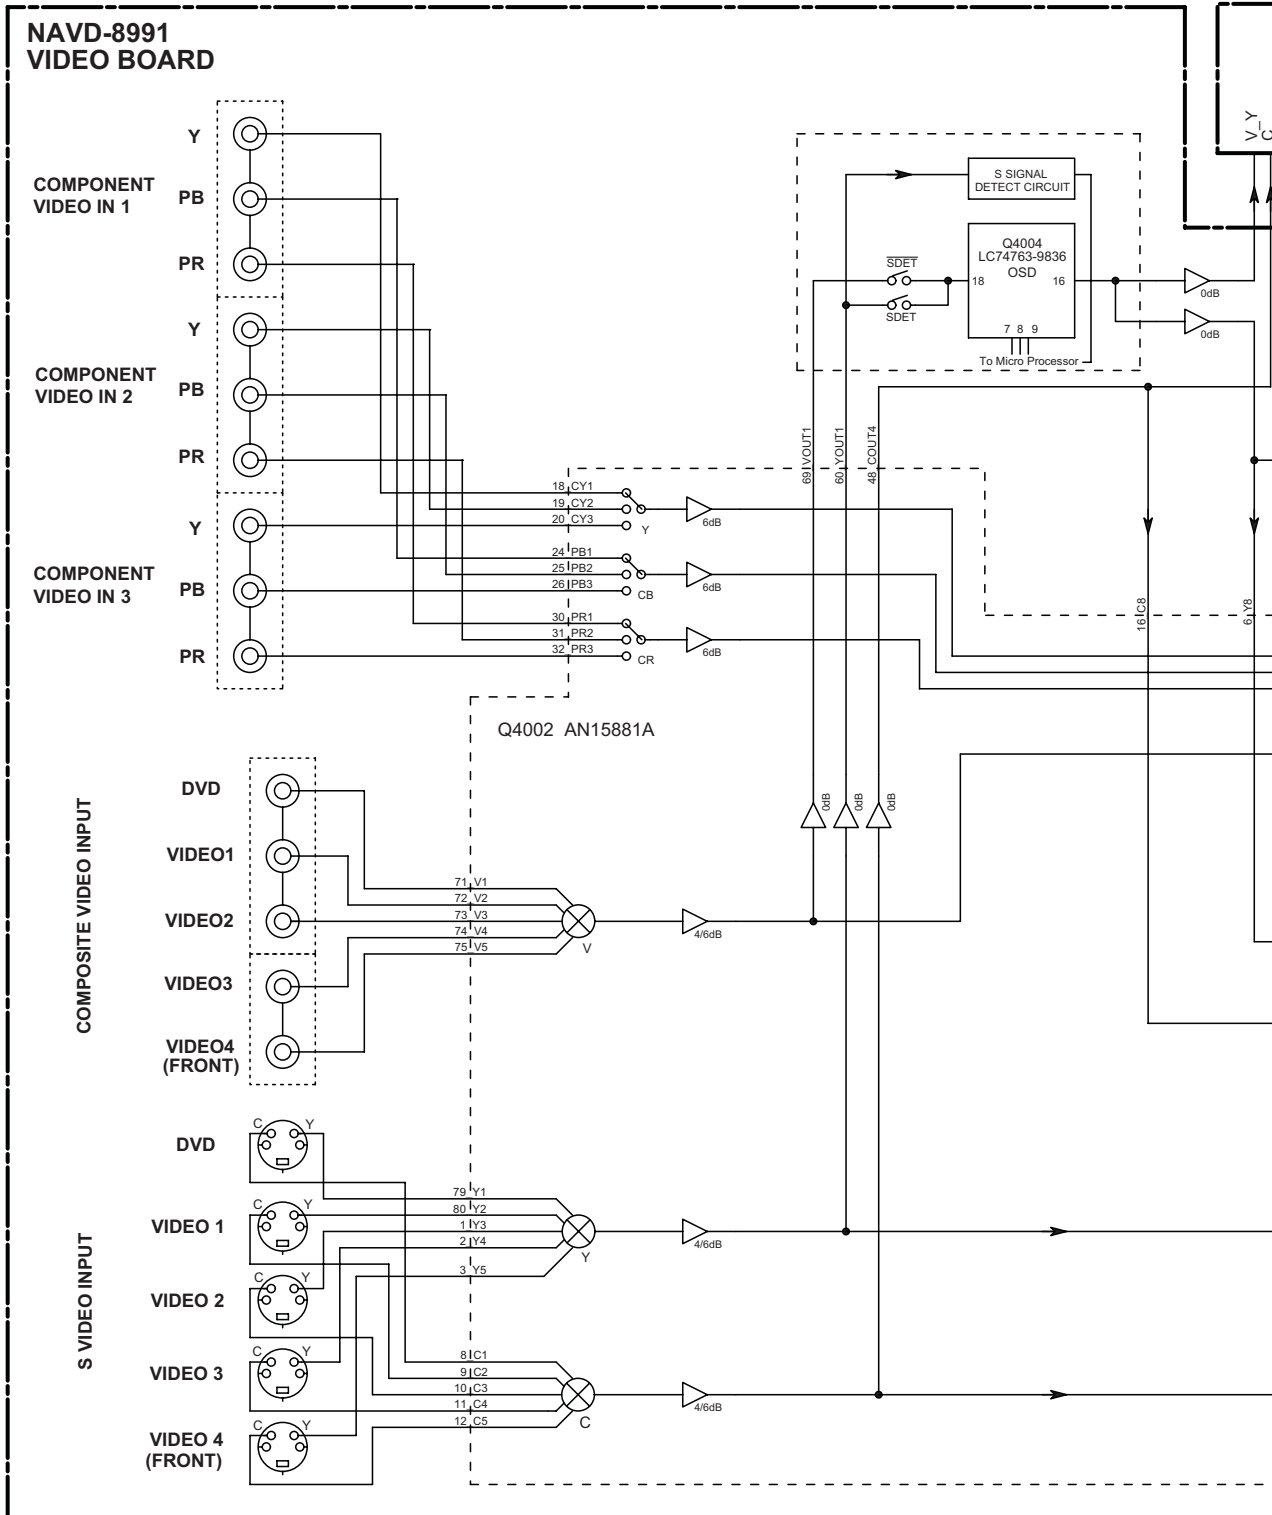 NAVD-8991
VIDEO BOARD
Y
COMPONENT
VIDEO IN 1
PB
PR
Y
COMPONENT
VIDEO IN 2
PB
PR
Y
COMPONENT
VIDEO IN 3
PB
PR
S SIGNAL
DETECT CIRCUIT
Q4004
LC74763-9836
OSD
18
16
7 8 9
To Micro Processor
SDET
SDET
0dB
0dB
V_Y
C
69 VOUT1
60 YOUT1
48 COUT4
18 CY1
19 CY2
20 CY3
Y
6dB
24 PB1
25 PB2
26 PB3
CB
6dB
30 PR1
31 PR2
32 PR3
CR
6dB
16 C8
6 Y8
Q4002 AN15881A
COMPOSITE VIDEO INPUT
DVD
VIDEO1
VIDEO2
VIDEO3
VIDEO4
(FRONT)
71 V1
72 V2
73 V3
74 V4
75 V5
V
4/6dB
0dB
0dB
0dB
S VIDEO INPUT
DVD
C Y
VIDEO 1
C Y
VIDEO 2
C Y
VIDEO 3
C Y
VIDEO 4
(FRONT)
C Y
79 Y1
80 Y2
1 Y3
2 Y4
3 Y5
Y
4/6dB
8 C1
9 C2
10 C3
11 C4
12 C5
C
4/6dB